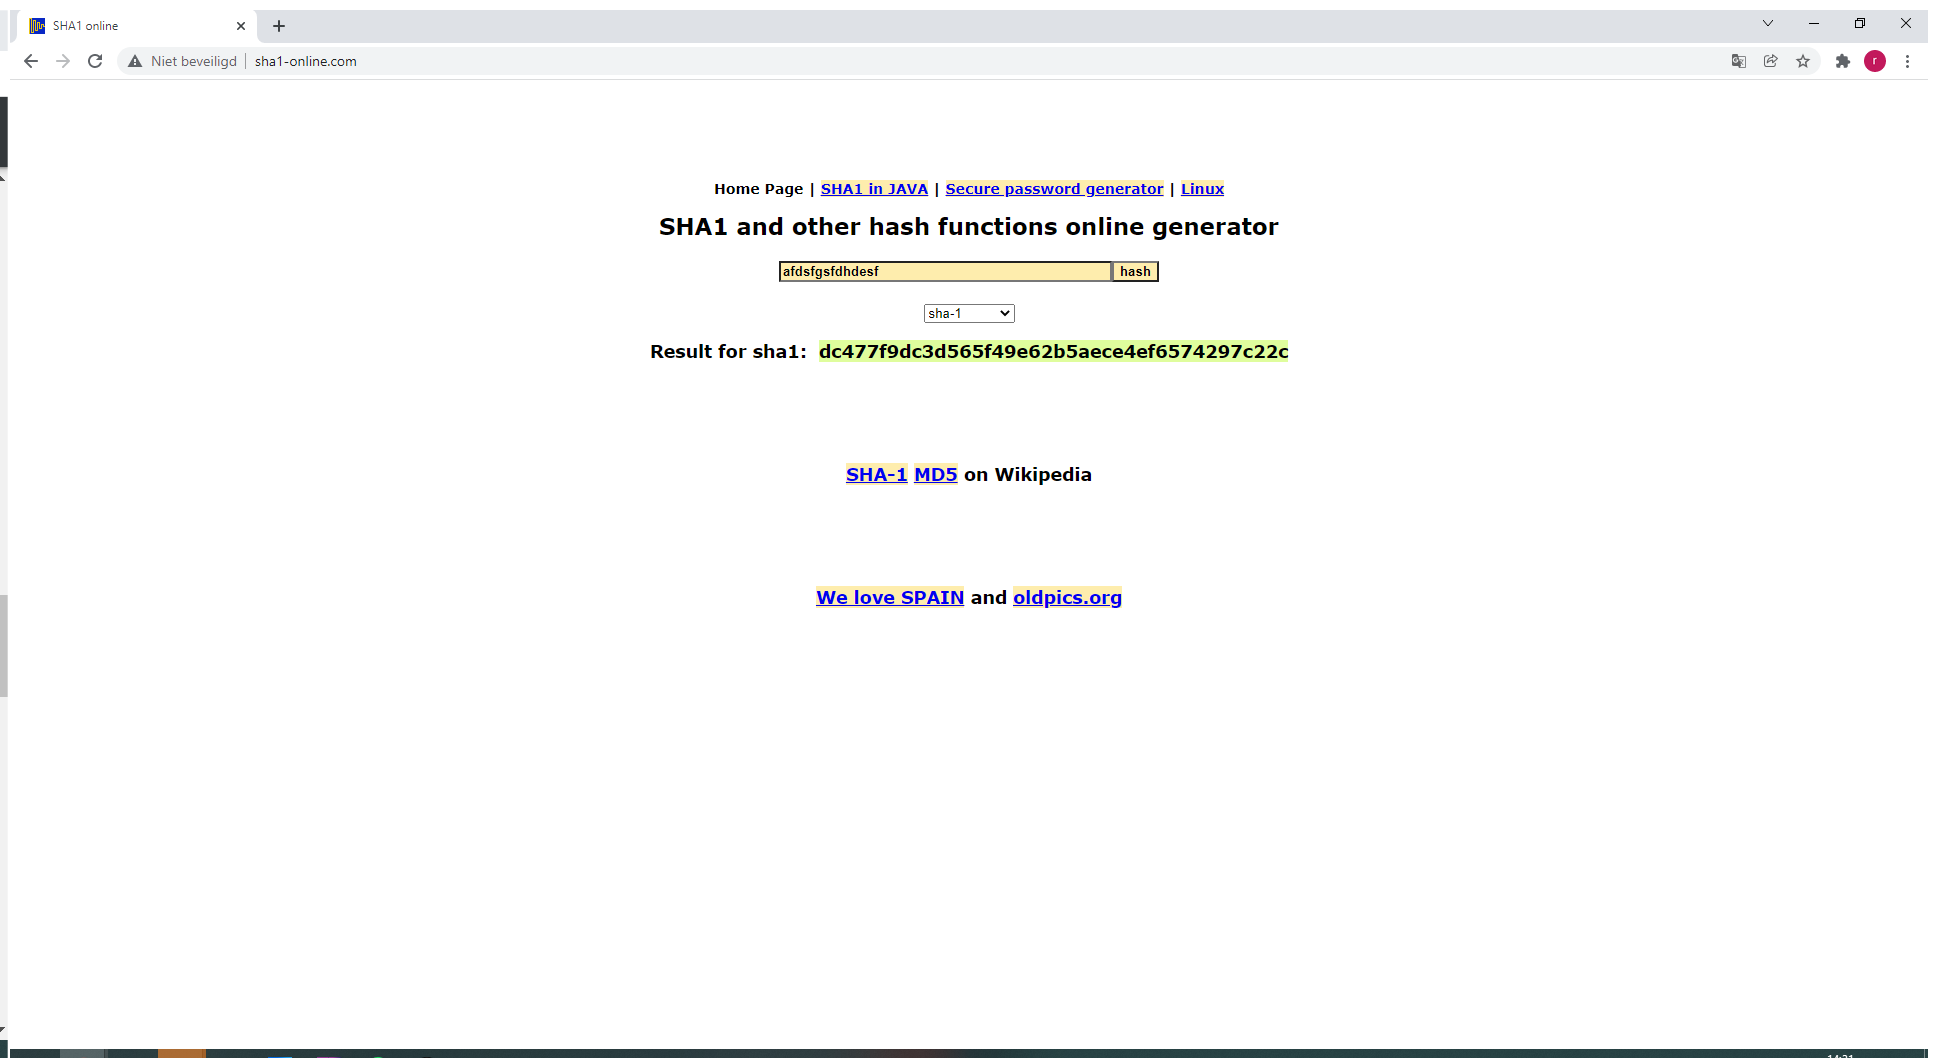 SHA1 online
Niet beveiligd | sha1-online.com
r
Home Page | SHA1 in JAVA | Secure password generator | Linux
SHA1 and other hash functions online generator
afdsfgsfdhdesf hash
sha-1
Result for sha1: dc477f9dc3d565f49e62b5aece4ef6574297c22c
SHA-1 MD5 on Wikipedia
We love SPAIN and oldpics.org